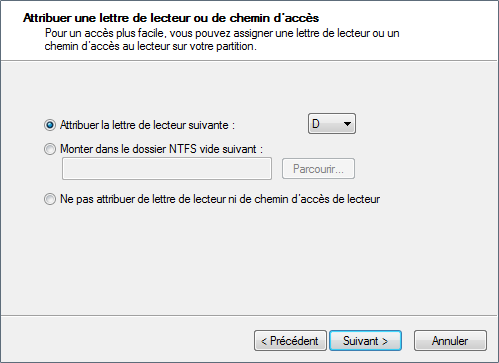 Attribuer une lettre de lecteur ou de chemin d'accès
Pour un accès plus facile, vous pouvez assigner une lettre de lecteur ou un
chemin d'accès au lecteur sur votre partition.
Attribuer la lettre de lecteur suivante :
D
Monter dans le dossier NTFS vide suivant :
Parcourir...
Ne pas attribuer de lettre de lecteur ni de chemin d'accès de lecteur
< Précédent
Suivant >
Annuler